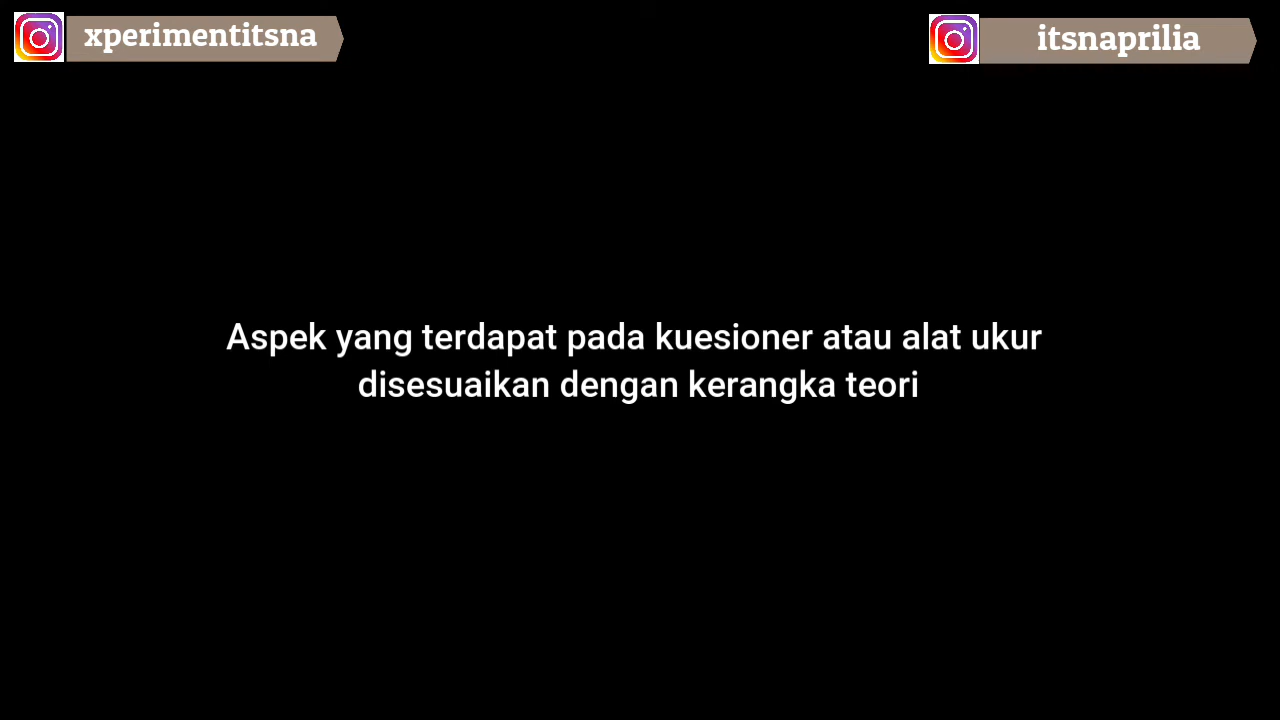 xperimentitsna
itsnaprilia
Aspek yang terdapat pada kuesioner atau alat ukur
disesuaikan dengan kerangka teori